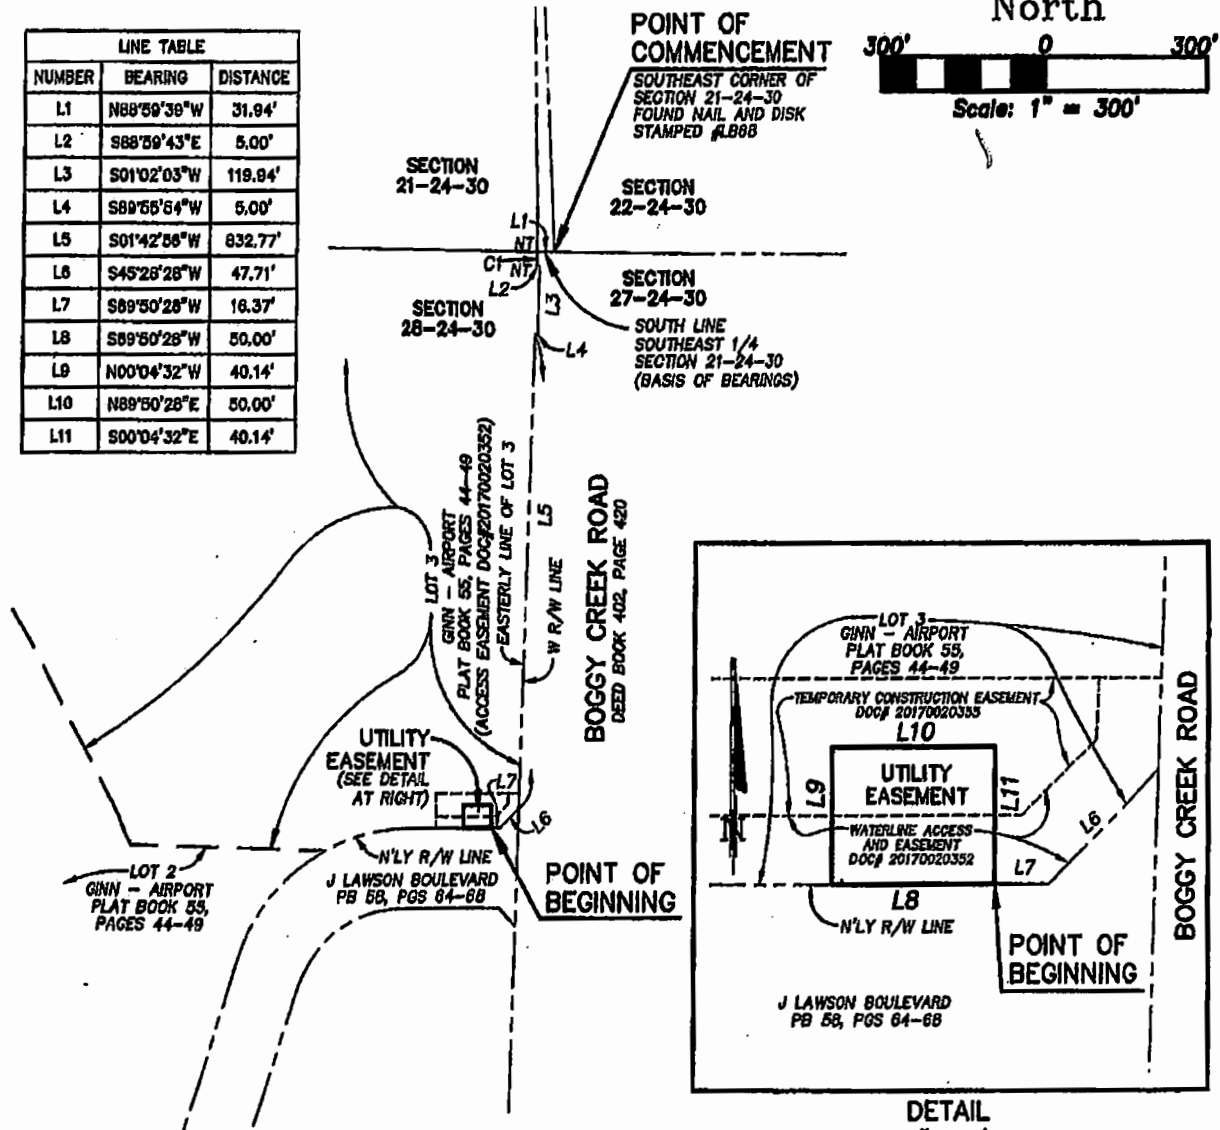 North
300' 0 300'
Scale: 1" = 300'
LINE TABLE
NUMBER BEARING DISTANCE
L1 N88°59'39"W 31.94'
L2 S88°59'43"E 5.00'
L3 S01°02'03"W 119.94'
L4 S89°55'54"W 5.00'
L5 S01°42'56"W 832.77'
L6 S45°28'28"W 47.71'
L7 S89°50'28"W 16.37'
L8 S89°50'28"W 50.00'
L9 N00°04'32"W 40.14'
L10 N89°50'28"E 50.00'
L11 S00°04'32"E 40.14'
POINT OF
COMMENCEMENT
SOUTHEAST CORNER OF
SECTION 21-24-30
FOUND NAIL AND DISK
STAMPED #LB68
SECTION
21-24-30
SECTION
22-24-30
L1
NT
C1
NT
L2
L3
SECTION
28-24-30
SECTION
27-24-30
SOUTH LINE
SOUTHEAST 1/4
SECTION 21-24-30
(BASIS OF BEARINGS)
L4
LOT 3
GINN - AIRPORT
PLAT BOOK 55, PAGES 44-49
(ACCESS EASEMENT DOC#20170020352)
EASTERLY LINE OF LOT 3
L5
W R/W LINE
BOGGY CREEK ROAD
DEED BOOK 402, PAGE 420
UTILITY
EASEMENT
(SEE DETAIL
AT RIGHT)
L7
L6
N'LY R/W LINE
J LAWSON BOULEVARD
PB 58, PGS 64-68
POINT OF
BEGINNING
LOT 2
GINN - AIRPORT
PLAT BOOK 55,
PAGES 44-49
LOT 3
GINN - AIRPORT
PLAT BOOK 55,
PAGES 44-49
TEMPORARY CONSTRUCTION EASEMENT
DOC# 20170020355
L10
L9
UTILITY
EASEMENT
L11
L6
N
WATERLINE ACCESS
AND EASEMENT
DOC# 20170020352
L7
L8
N'LY R/W LINE
POINT OF
BEGINNING
J LAWSON BOULEVARD
PB 58, PGS 64-68
BOGGY CREEK ROAD
DETAIL